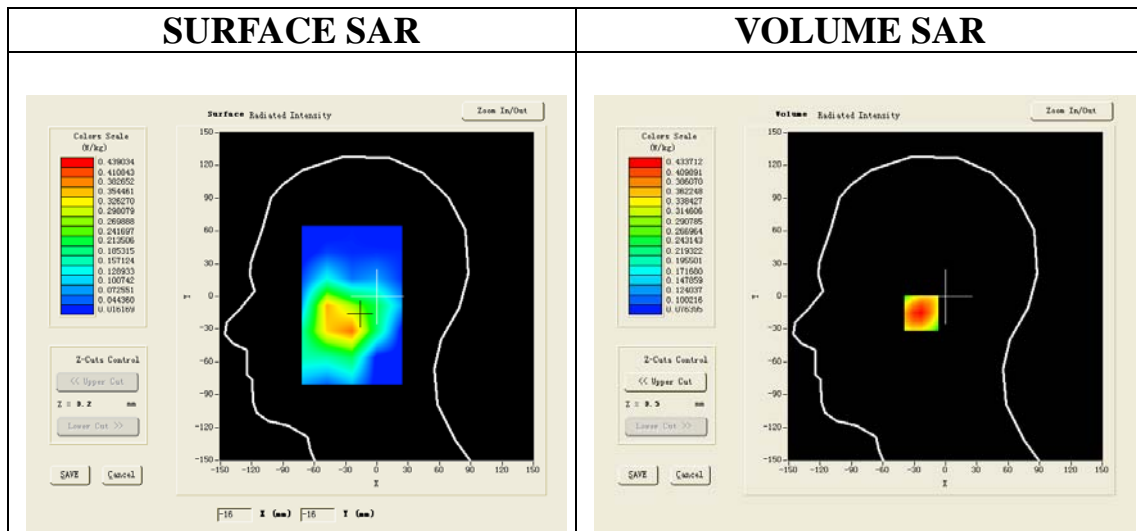 SURFACE SAR
VOLUME SAR
Surface Radiated Intensity
Zoom In/Out
Colors Scale
(W/kg)
0.439034
0.410843
0.382652
0.354461
0.326270
0.298079
0.269888
0.241697
0.213506
0.185315
0.157124
0.128933
0.100742
0.072551
0.044360
0.016169
150
120
90
60
30
0
-30
-60
-90
-120
-150
Y
-150 -120 -90 -60 -30 0 30 60 90 120 150
X
Z-Cuts Control
<< Upper Cut
Z = 0.2 mm
Lower Cut >>
SAVE
Cancel
-16 X (mm) -16 Y (mm)
Volume Radiated Intensity
Zoom In/Out
Colors Scale
(W/kg)
0.433712
0.409891
0.386070
0.362248
0.338427
0.314606
0.290785
0.266964
0.243143
0.219322
0.195501
0.171680
0.147859
0.124037
0.100216
0.076395
150
120
90
60
30
0
-30
-60
-90
-120
-150
Y
-150 -120 -90 -60 -30 0 30 60 90 120 150
X
Z-Cuts Control
<< Upper Cut
Z = 0.5 mm
Lower Cut >>
SAVE
Cancel